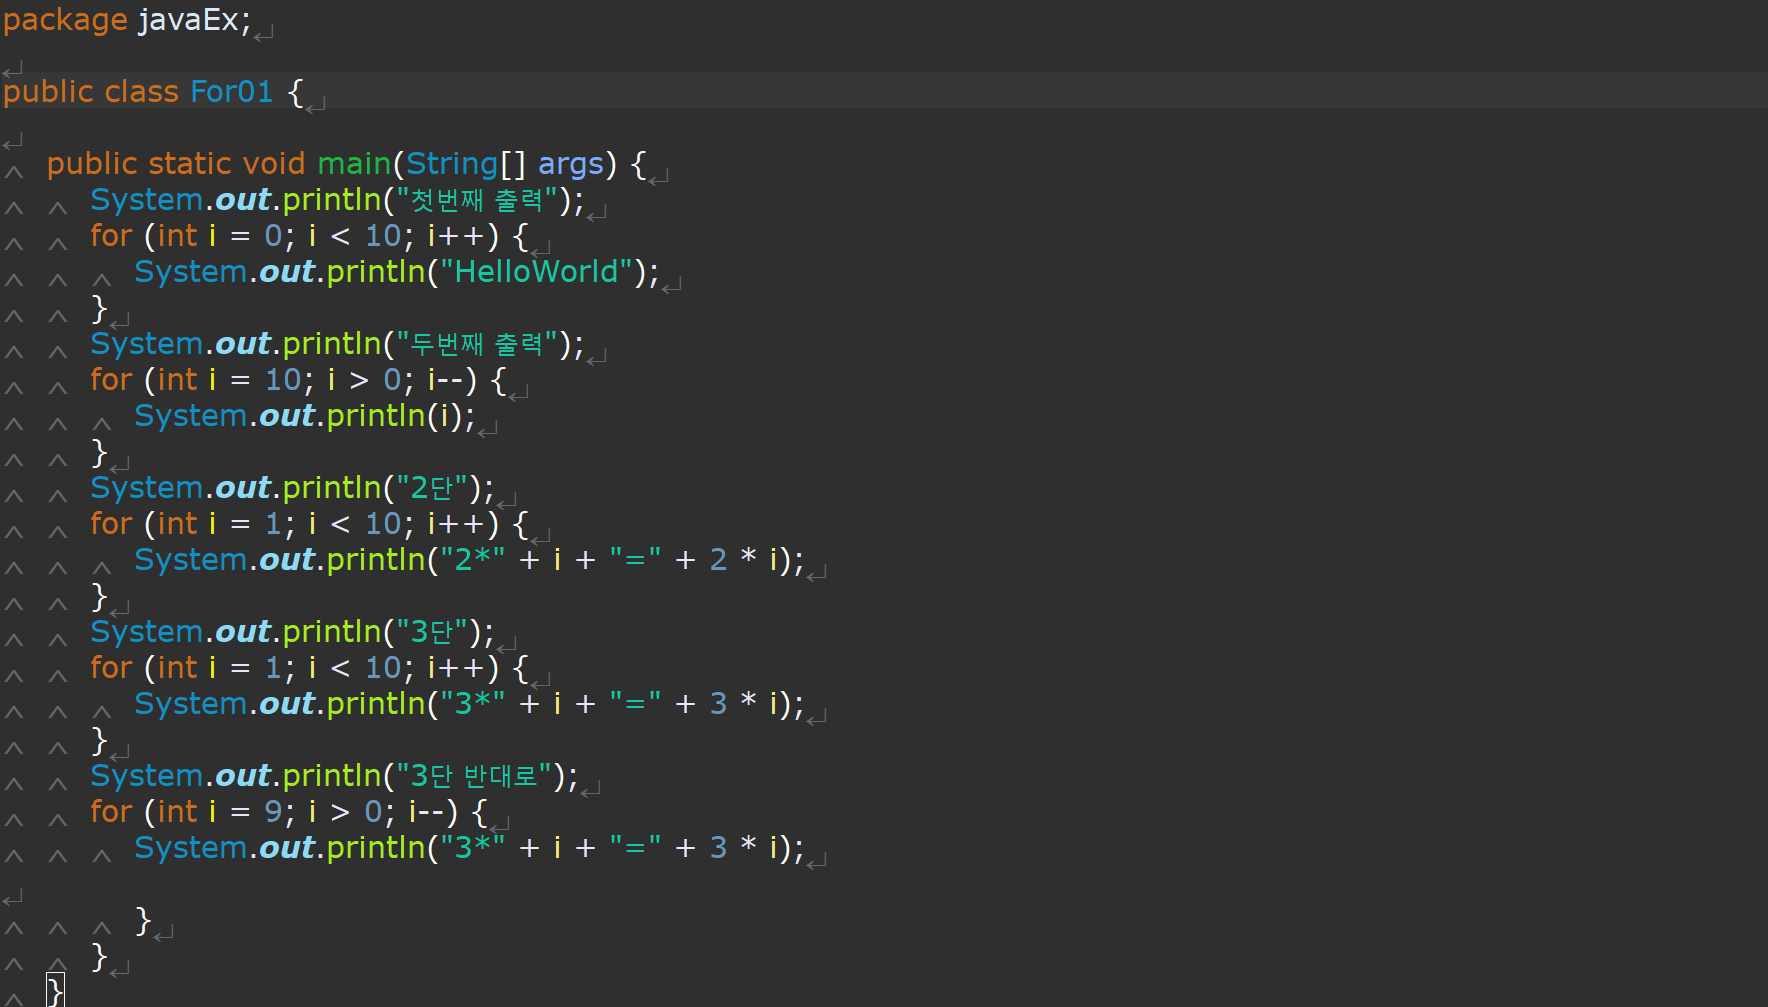 package javaEx;
public class For01 {
public static void main(String[] args) {
System.out.println("첫번째 출력");
for (int i = 0; i < 10; i++) {
System.out.println("HelloWorld");
}
System.out.println("두번째 출력");
for (int i = 10; i > 0; i--) {
System.out.println(i);
}
System.out.println("2단");
for (int i = 1; i < 10; i++) {
System.out.println("2*" + i + "=" + 2 * i);
}
System.out.println("3단");
for (int i = 1; i < 10; i++) {
System.out.println("3*" + i + "=" + 3 * i);
}
System.out.println("3단 반대로");
for (int i = 9; i > 0; i--) {
System.out.println("3*" + i + "=" + 3 * i);
}
}
}